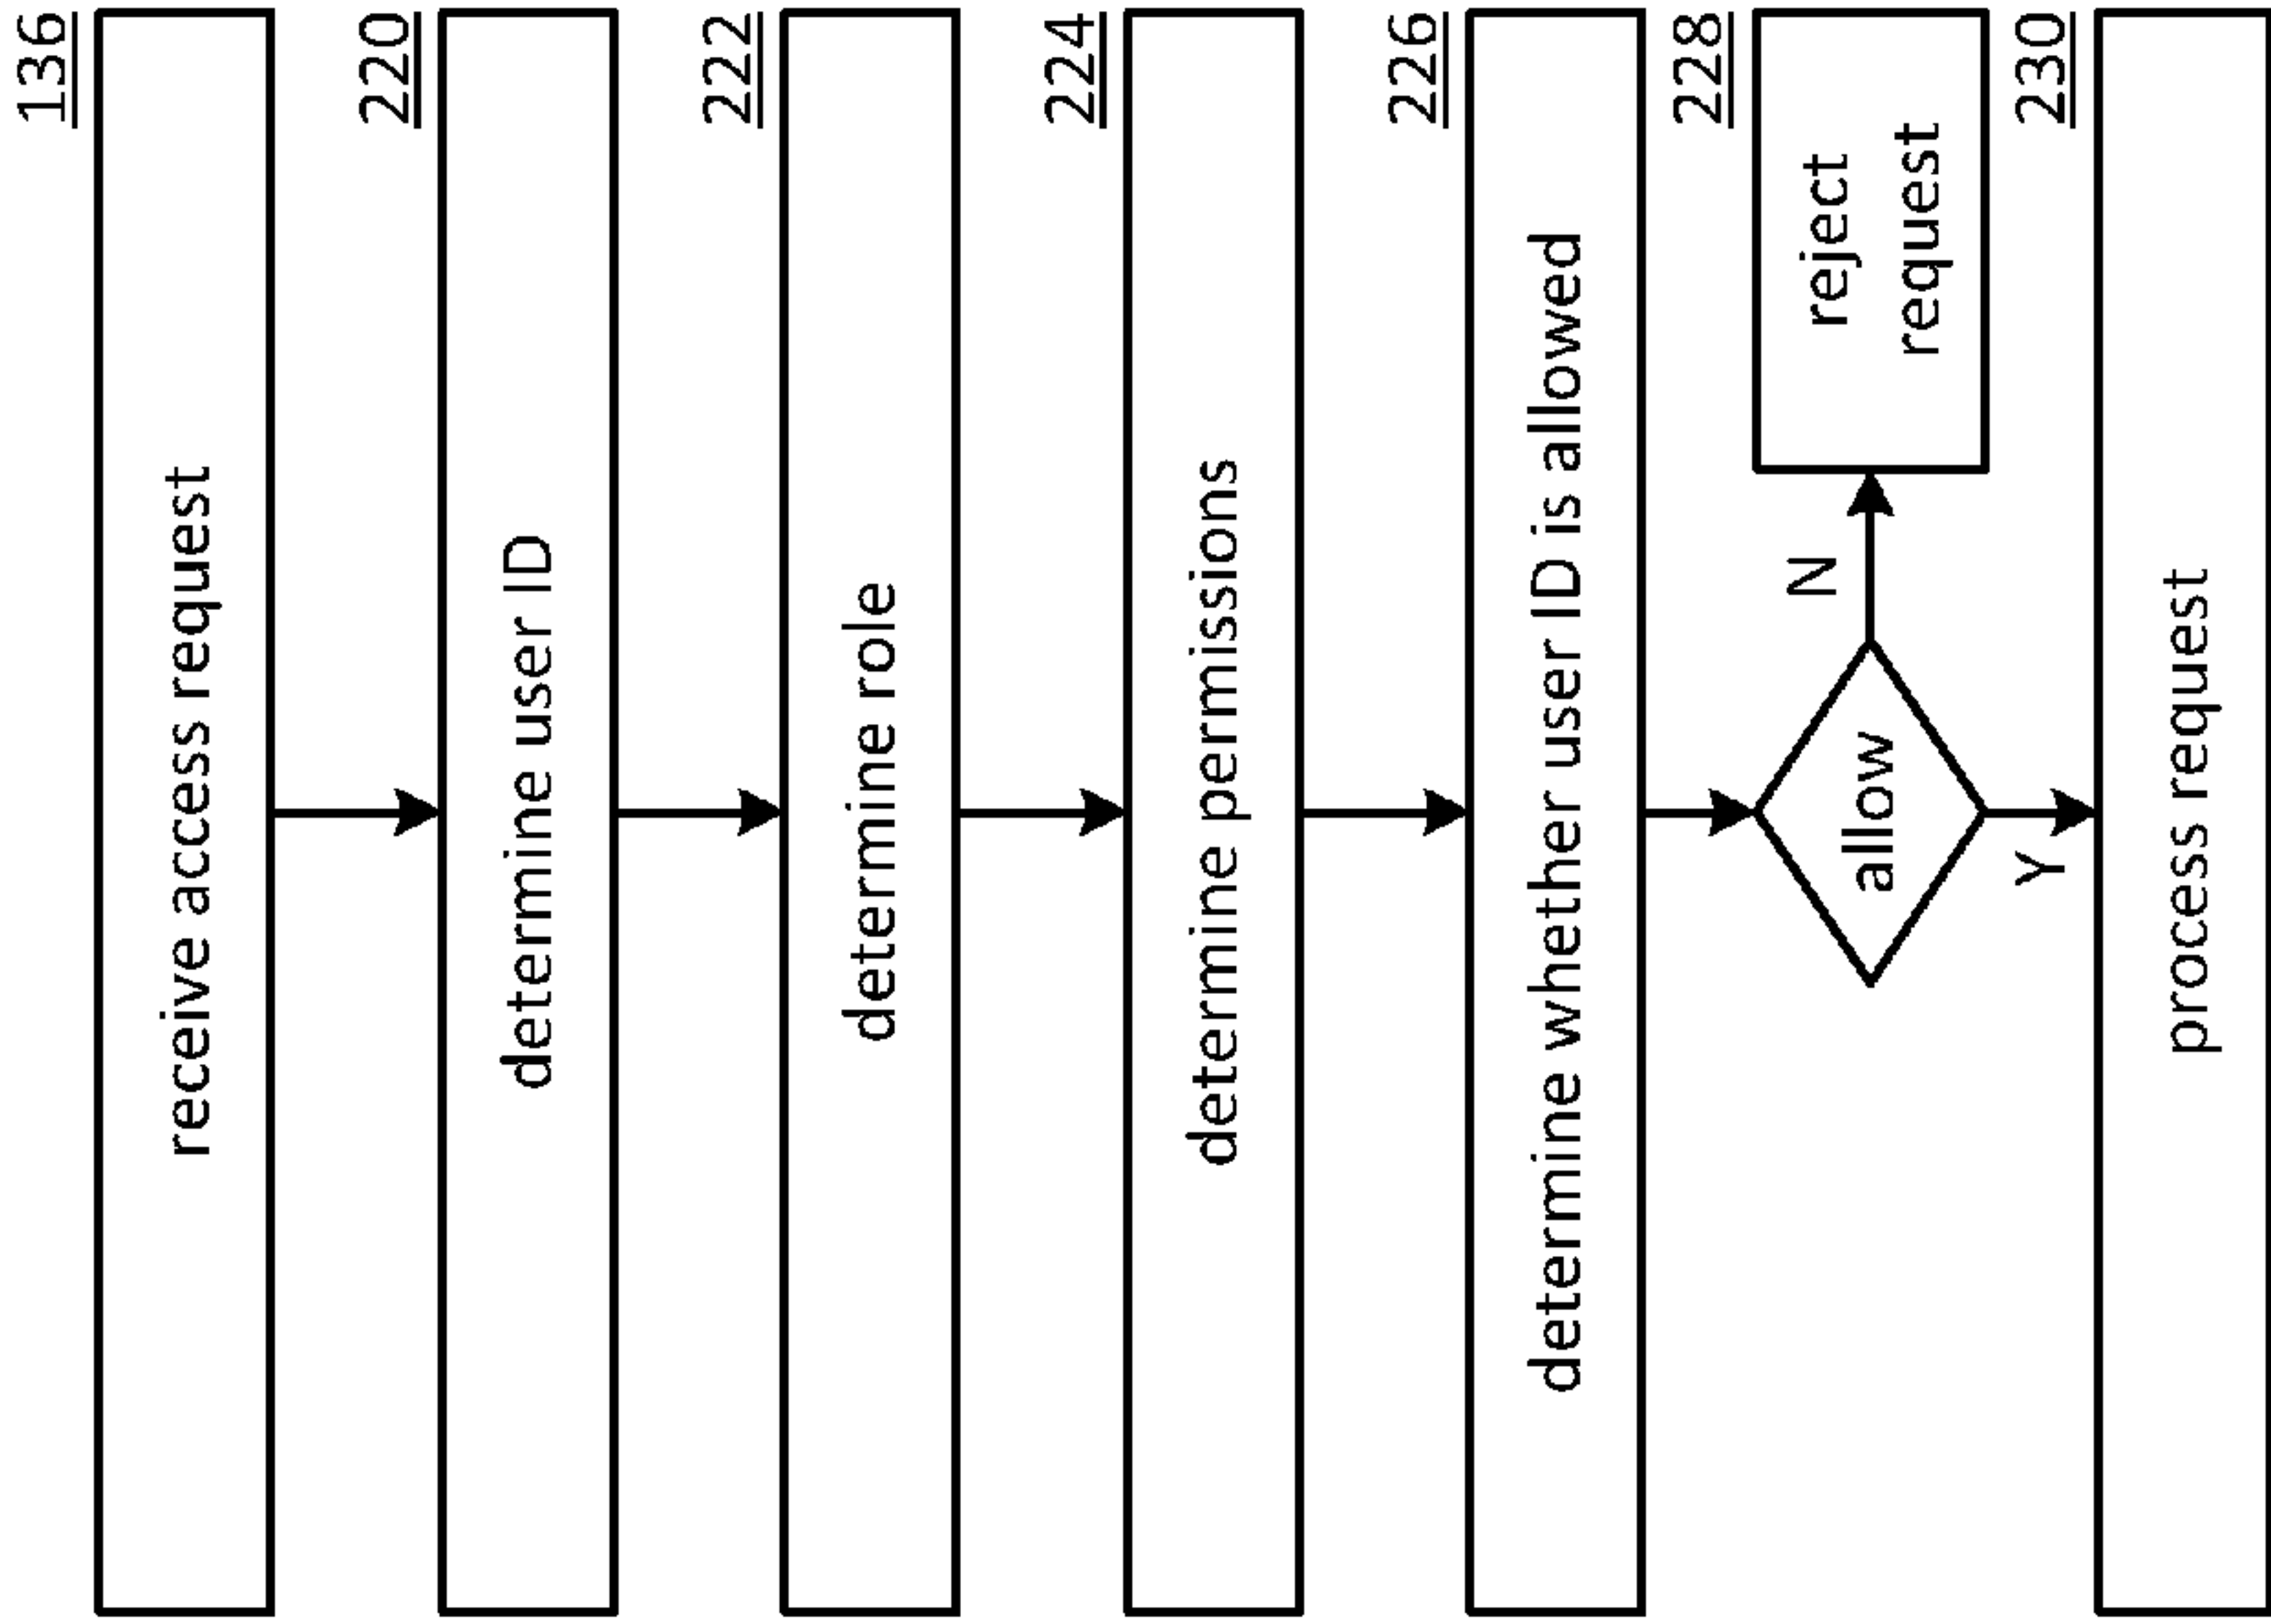 136
receive access request
220
determine user ID
222
determine role
224
determine permissions
226
determine whether user ID is allowed
allow
N
228
reject
request
Y
230
process request